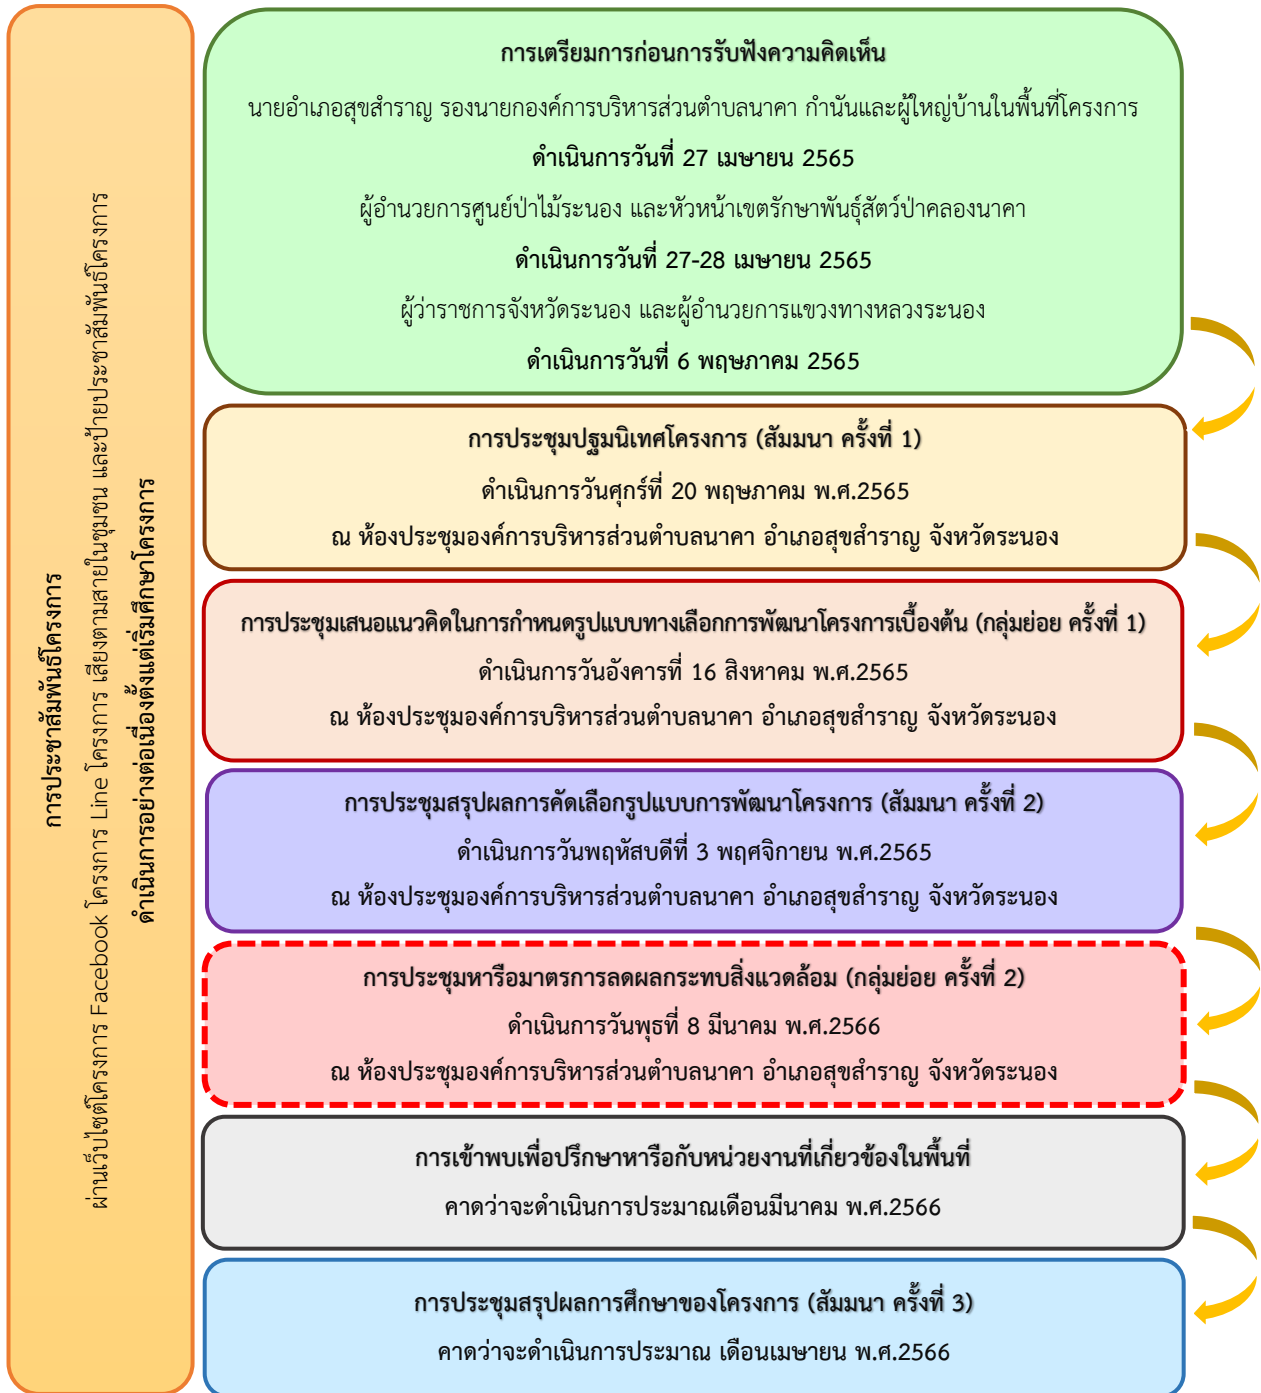 การประชาสัมพันธ์โครงการ
ผ่านเว็บไซต์โครงการ Facebook โครงการ Line โครงการ เสียงตามสายในชุมชน และป้ายประชาสัมพันธ์โครงการ
ดำเนินการอย่างต่อเนื่องตั้งแต่เริ่มศึกษาโครงการ
การเตรียมการก่อนการรับฟังความคิดเห็น
นายอำเภอสุขสำราญ รองนายกองค์การบริหารส่วนตำบลนาคา กำนันและผู้ใหญ่บ้านในพื้นที่โครงการ
ดำเนินการวันที่ 27 เมษายน 2565
ผู้อำนวยการศูนย์ป่าไม้ระนอง และหัวหน้าเขตรักษาพันธุ์สัตว์ป่าคลองนาคา
ดำเนินการวันที่ 27-28 เมษายน 2565
ผู้ว่าราชการจังหวัดระนอง และผู้อำนวยการแขวงทางหลวงระนอง
ดำเนินการวันที่ 6 พฤษภาคม 2565
การประชุมปฐมนิเทศโครงการ (สัมมนา ครั้งที่ 1)
ดำเนินการวันศุกร์ที่ 20 พฤษภาคม พ.ศ.2565
ณ ห้องประชุมองค์การบริหารส่วนตำบลนาคา อำเภอสุขสำราญ จังหวัดระนอง
การประชุมเสนอแนวคิดในการกำหนดรูปแบบทางเลือกการพัฒนาโครงการเบื้องต้น (กลุ่มย่อย ครั้งที่ 1)
ดำเนินการวันอังคารที่ 16 สิงหาคม พ.ศ.2565
ณ ห้องประชุมองค์การบริหารส่วนตำบลนาคา อำเภอสุขสำราญ จังหวัดระนอง
การประชุมสรุปผลการคัดเลือกรูปแบบการพัฒนาโครงการ (สัมมนา ครั้งที่ 2)
ดำเนินการวันพฤหัสบดีที่ 3 พฤศจิกายน พ.ศ.2565
ณ ห้องประชุมองค์การบริหารส่วนตำบลนาคา อำเภอสุขสำราญ จังหวัดระนอง
การประชุมหารือมาตรการลดผลกระทบสิ่งแวดล้อม (กลุ่มย่อย ครั้งที่ 2)
ดำเนินการวันพุธที่ 8 มีนาคม พ.ศ.2566
ณ ห้องประชุมองค์การบริหารส่วนตำบลนาคา อำเภอสุขสำราญ จังหวัดระนอง
การเข้าพบเพื่อปรึกษาหารือกับหน่วยงานที่เกี่ยวข้องในพื้นที่
คาดว่าจะดำเนินการประมาณเดือนมีนาคม พ.ศ.2566
การประชุมสรุปผลการศึกษาของโครงการ (สัมมนา ครั้งที่ 3)
คาดว่าจะดำเนินการประมาณ เดือนเมษายน พ.ศ.2566